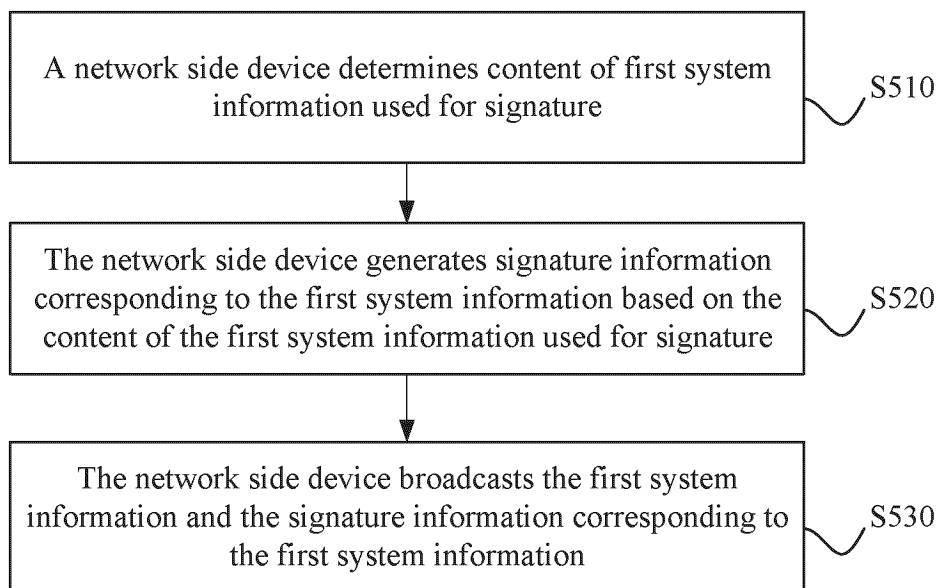 A network side device determines content of first system
information used for signature
S510
The network side device generates signature information
corresponding to the first system information based on the
content of the first system information used for signature
S520
The network side device broadcasts the first system
information and the signature information corresponding to
the first system information
S530